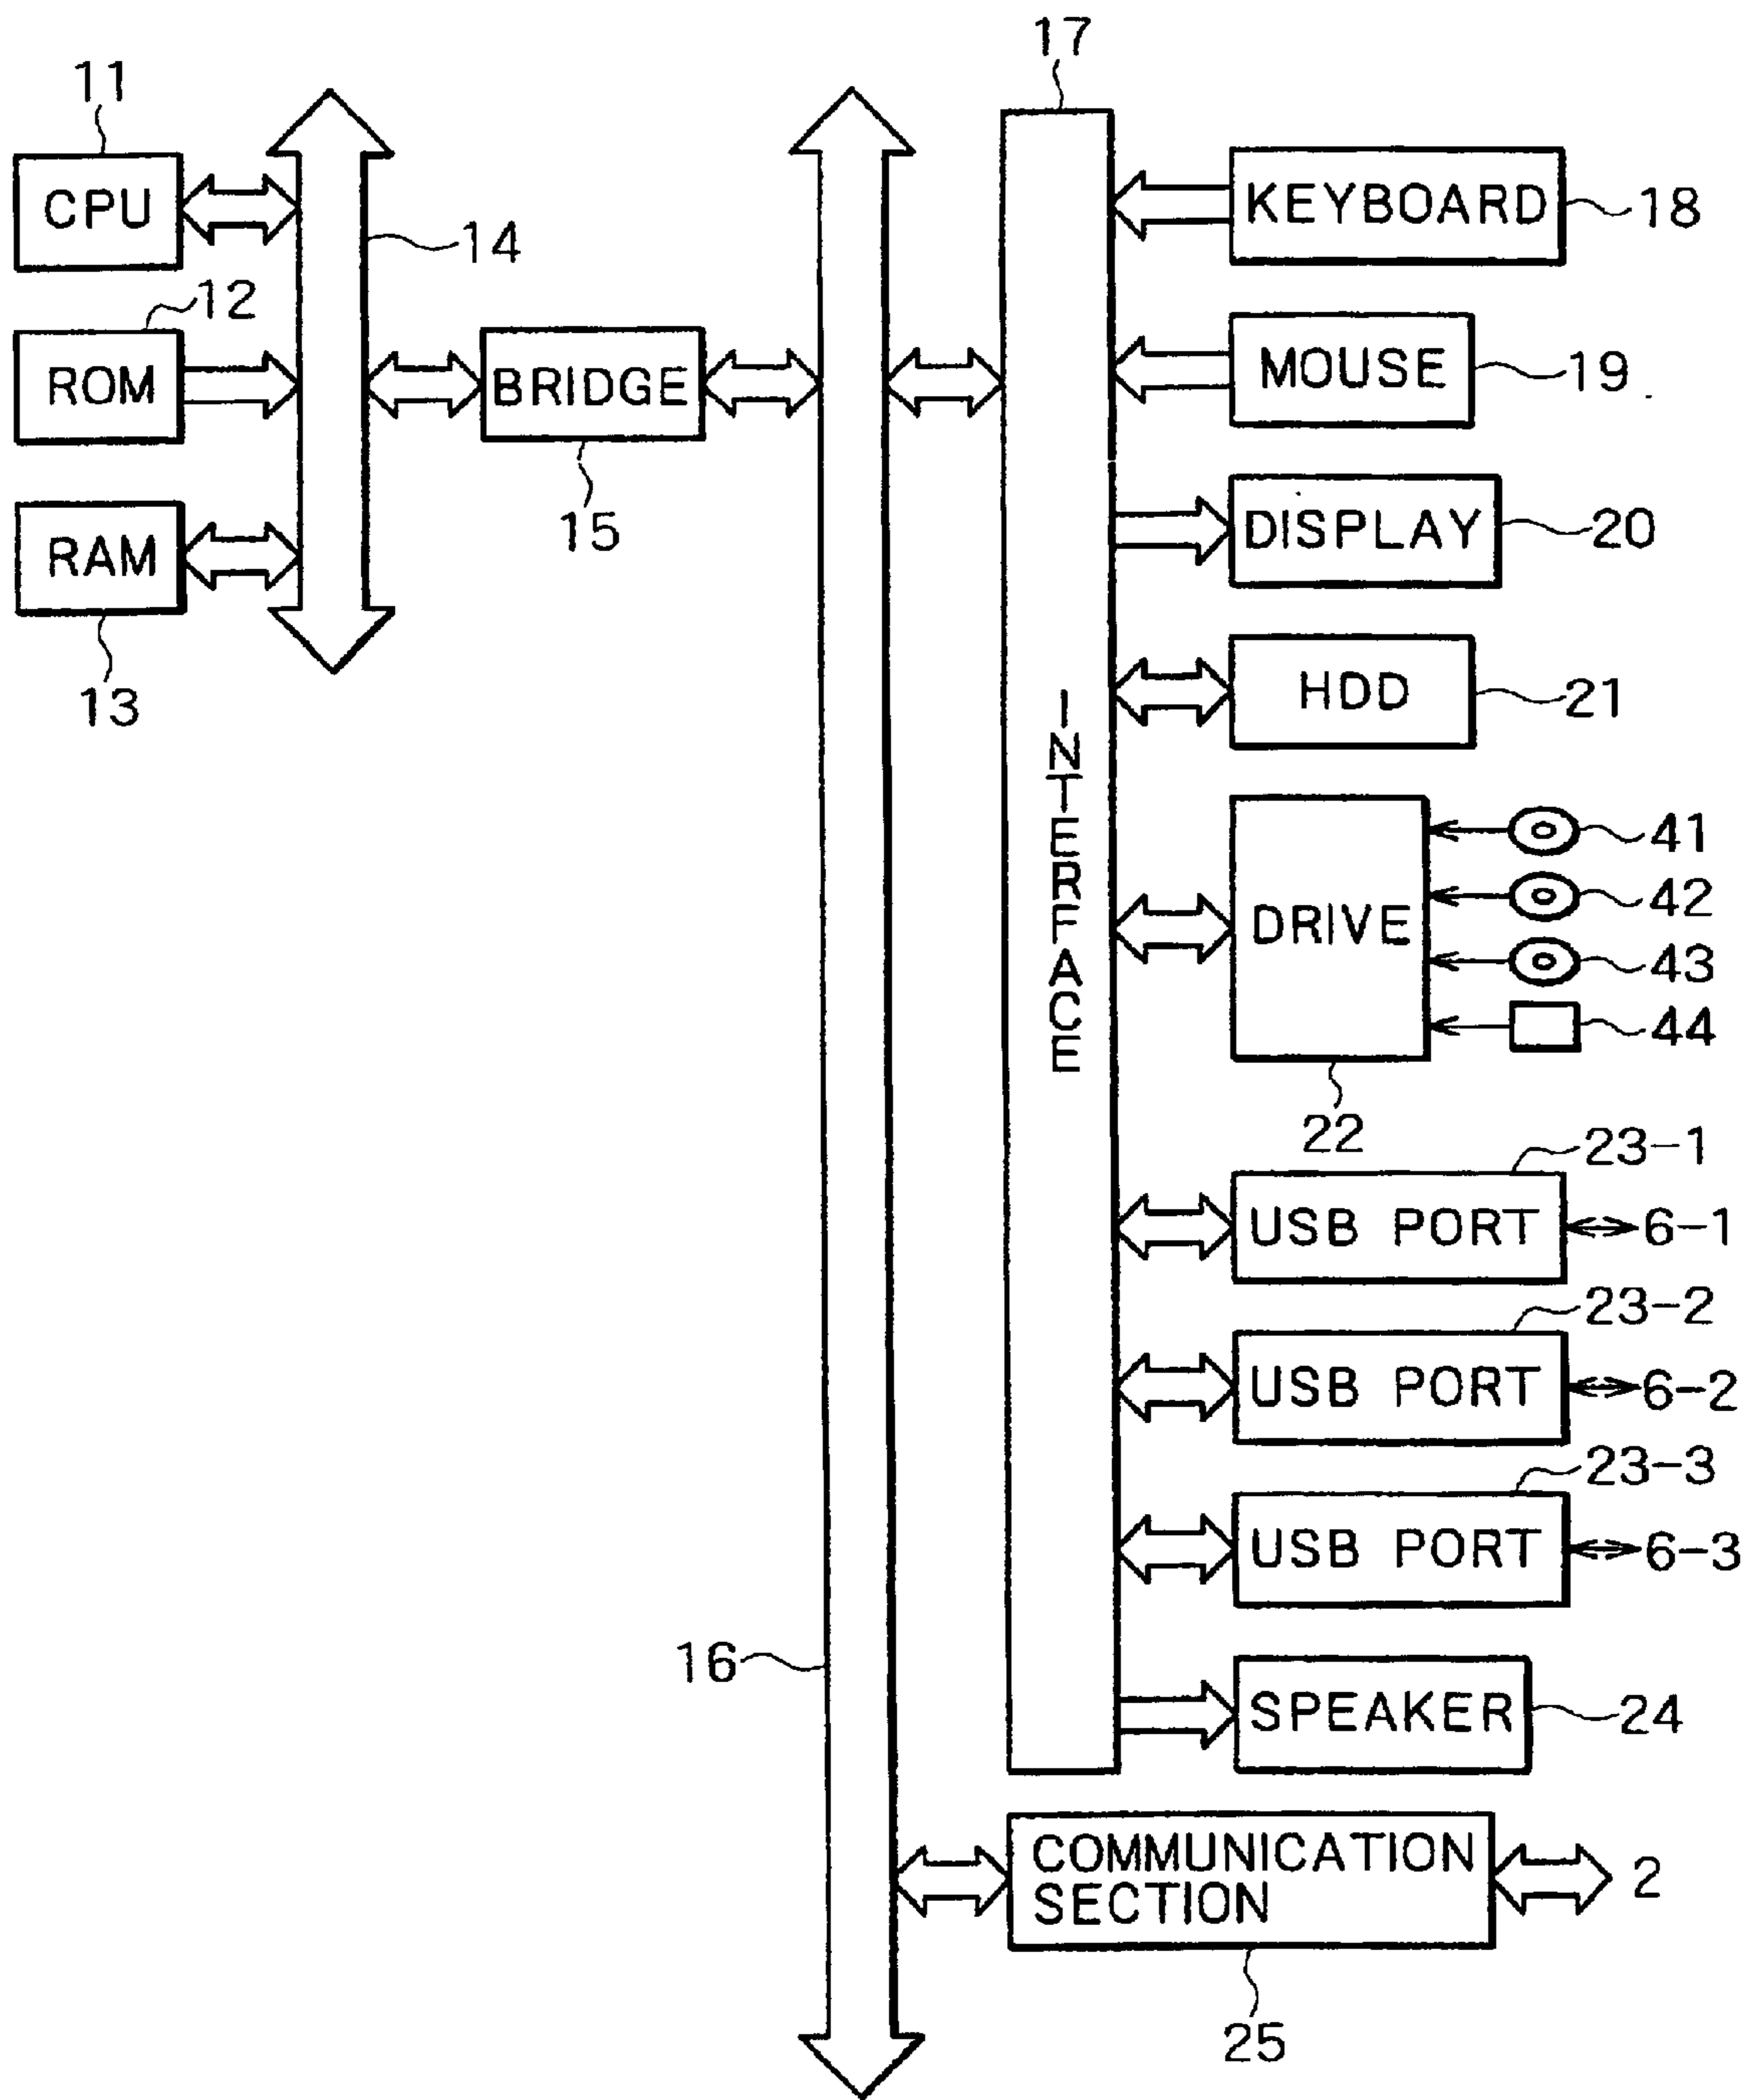 17
11
CPU
14
KEYBOARD
18
12
ROM
BRIDGE
MOUSE
19
15
RAM
DISPLAY
20
13
HDD
21
INTERFACE
DRIVE
41
42
43
44
22
23-1
USB PORT
6-1
23-2
USB PORT
6-2
23-3
USB PORT
6-3
16
SPEAKER
24
COMMUNICATION
SECTION
2
25